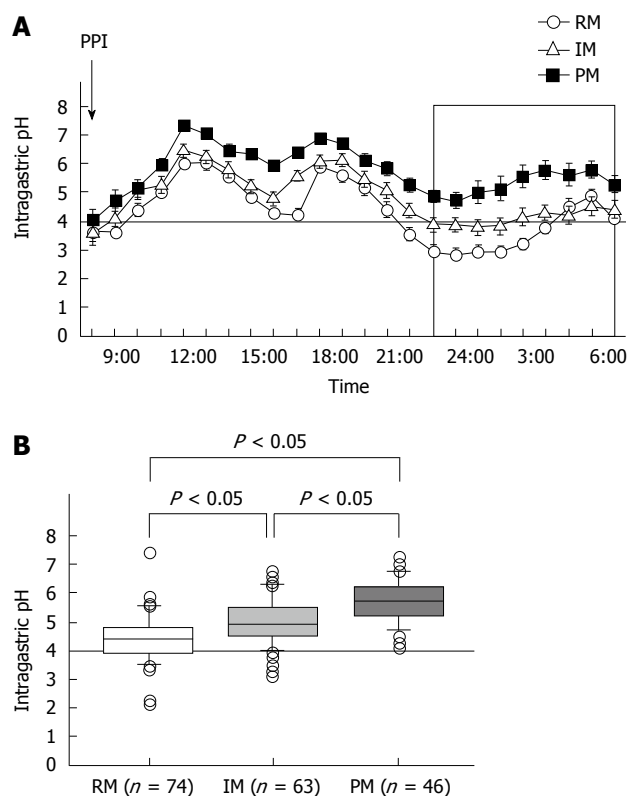 A
PPI
RM
IM
PM
8
7
6
5
4
3
2
1
0
Intragastric pH
9:00 12:00 15:00 18:00 21:00 24:00 3:00 6:00
Time
B
P < 0.05
P < 0.05 P < 0.05
8
7
6
5
4
3
2
1
0
Intragastric pH
RM (n = 74) IM (n = 63) PM (n = 46)